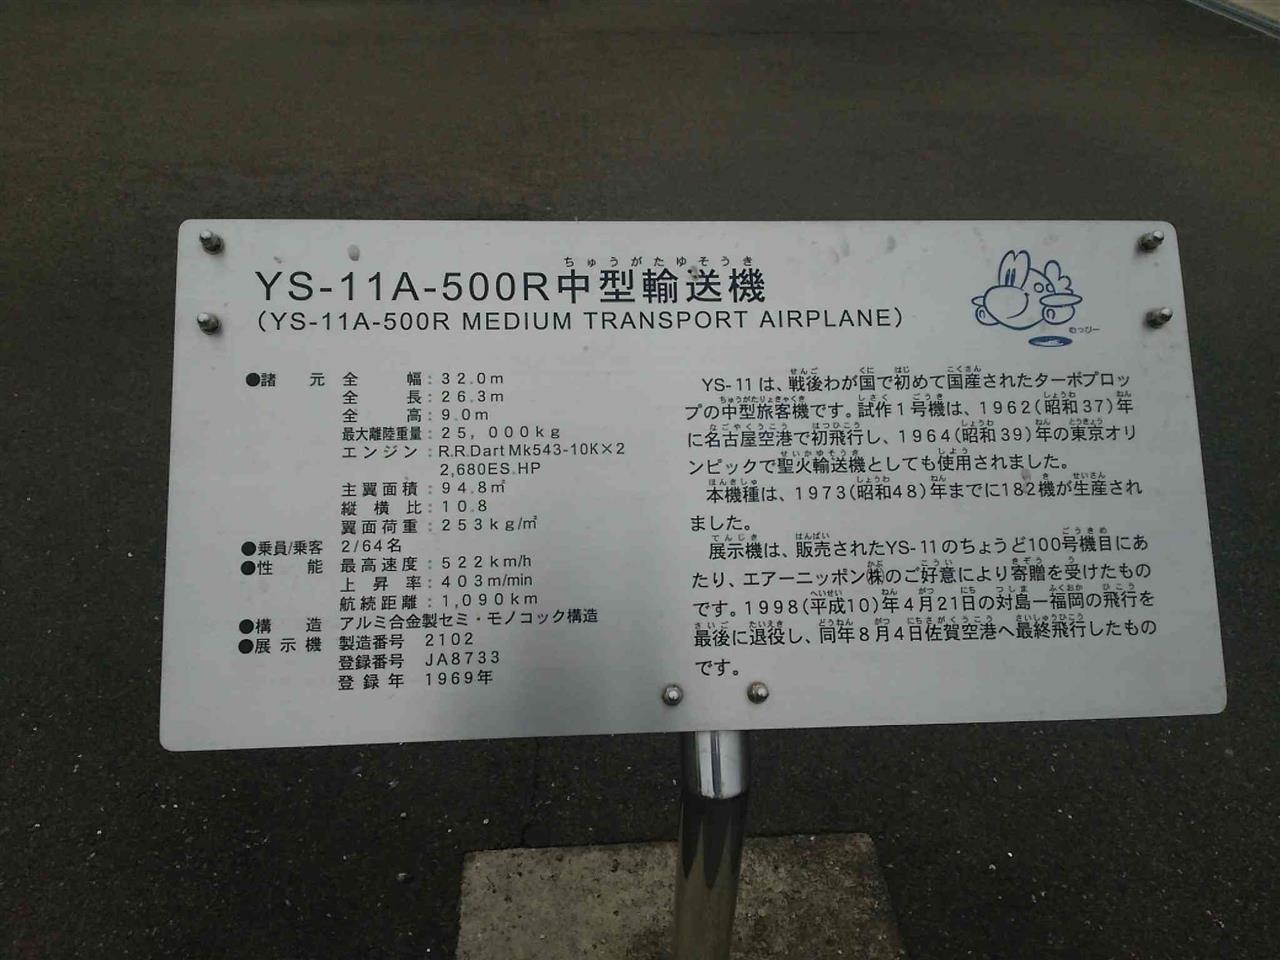 YS-11A-500R中型輸送機
ちゅうがたゆそうき
(YS-11A-500R MEDIUM TRANSPORT AIRPLANE)
むっぴー
●諸元 全幅:32.0m
全長:26.3m
全高:9.0m
最大離陸重量:25,000kg
エンジン:R.R.Dart Mk543-10K×2
2,680ES.HP
主翼面積:94.8㎡
縦横比:10.8
翼面荷重:253kg/㎡
●乗員/乗客 2/64名
●性能 最高速度:522km/h
上昇率:403m/min
航続距離:1,090km
●構造 アルミ合金製セミ・モノコック構造
●展示機 製造番号 2102
登録番号 JA8733
登録年 1969年
YS-11は、戦後わが国で初めて国産されたターボプロッ
プの中型旅客機です。試作1号機は、1962(昭和37)年
に名古屋空港で初飛行し、1964(昭和39)年の東京オリ
ンピックで聖火輸送機としても使用されました。
本機種は、1973(昭和48)年までに182機が生産され
ました。
展示機は、販売されたYS-11のちょうど100号機目にあ
たり、エアーニッポン㈱のご好意により寄贈を受けたもの
です。1998(平成10)年4月21日の対島ー福岡の飛行を
最後に退役し、同年8月4日佐賀空港へ最終飛行したもの
です。